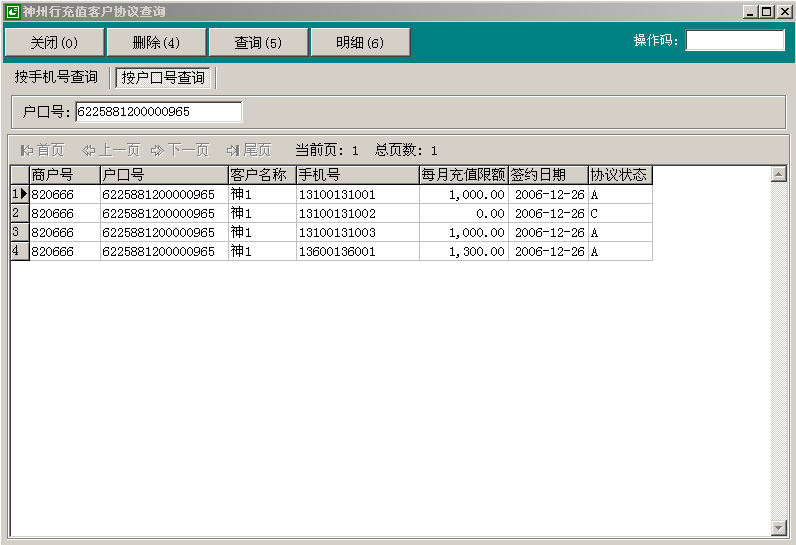 神州行充值客户协议查询
关闭(0) 删除(4) 查询(5) 明细(6) 操作码:
按手机号查询 按户口号查询
户口号: 6225881200000965
首页 上一页 下一页 尾页 当前页: 1 总页数: 1
商户号 户口号 客户名称 手机号 每月充值限额 签约日期 协议状态
1 820666 6225881200000965 神1 13100131001 1,000.00 2006-12-26 A
2 820666 6225881200000965 神1 13100131002 0.00 2006-12-26 C
3 820666 6225881200000965 神1 13100131003 1,000.00 2006-12-26 A
4 820666 6225881200000965 神1 13600136001 1,300.00 2006-12-26 A